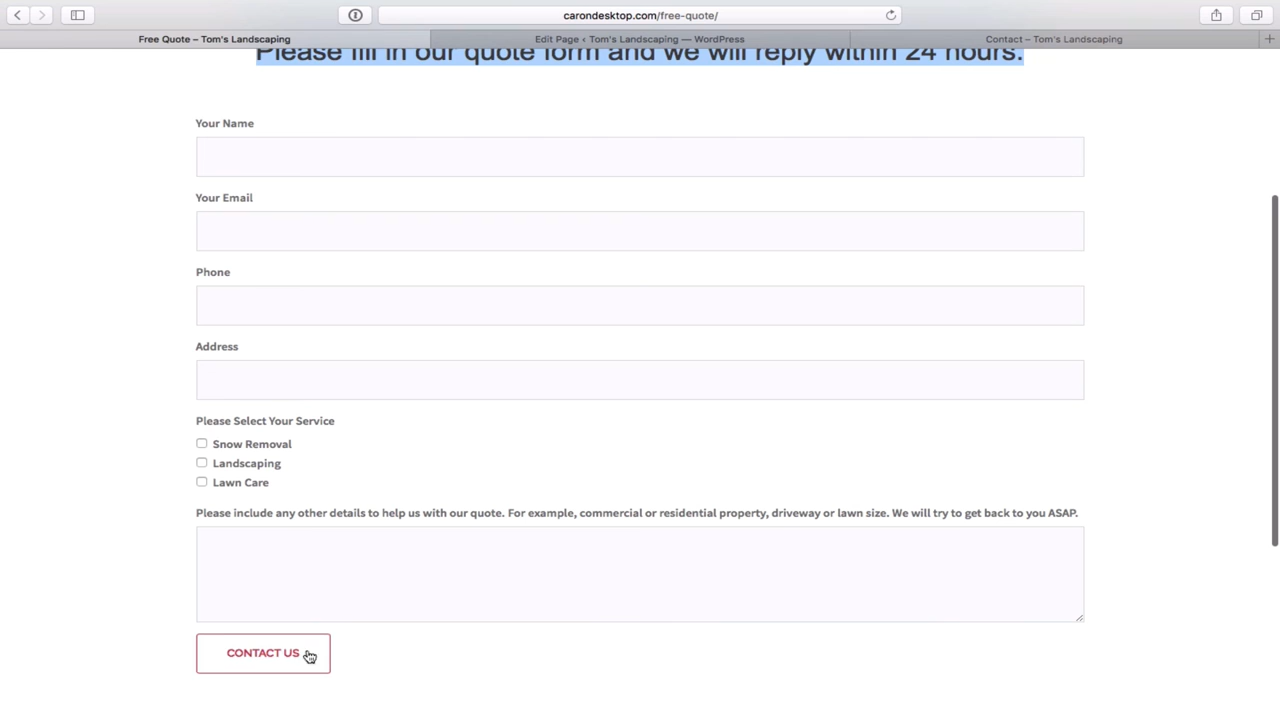 carondesktop.com/free-quote/
Free Quote – Tom's Landscaping
Edit Page ‹ Tom's Landscaping — WordPress
Contact – Tom's Landscaping
Please fill in our quote form and we will reply within 24 hours.
Your Name
Your Email
Phone
Address
Please Select Your Service
Snow Removal
Landscaping
Lawn Care
Please include any other details to help us with our quote. For example, commercial or residential property, driveway or lawn size. We will try to get back to you ASAP.
CONTACT US